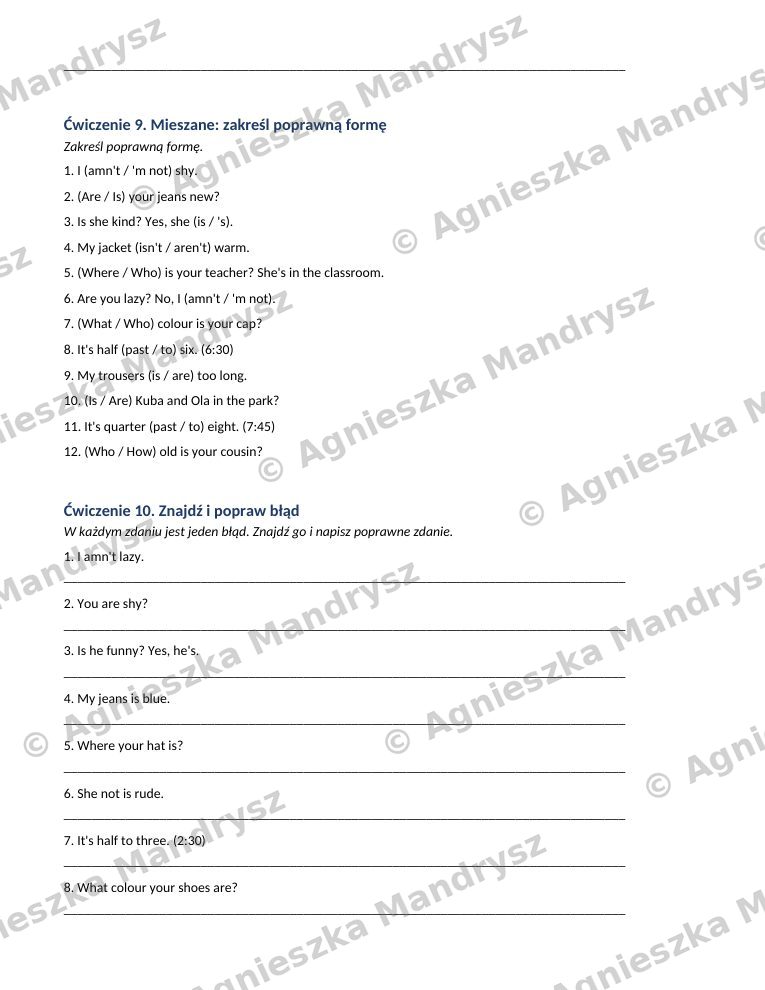 Ćwiczenie 9. Mieszane: zakreśl poprawną formę
Zakreśl poprawną formę.
1. I (amn't / 'm not) shy.
2. (Are / Is) your jeans new?
3. Is she kind? Yes, she (is / 's).
4. My jacket (isn't / aren't) warm.
5. (Where / Who) is your teacher? She's in the classroom.
6. Are you lazy? No, I (amn't / 'm not).
7. (What / Who) colour is your cap?
8. It's half (past / to) six. (6:30)
9. My trousers (is / are) too long.
10. (Is / Are) Kuba and Ola in the park?
11. It's quarter (past / to) eight. (7:45)
12. (Who / How) old is your cousin?
Ćwiczenie 10. Znajdź i popraw błąd
W każdym zdaniu jest jeden błąd. Znajdź go i napisz poprawne zdanie.
1. I amn't lazy.
2. You are shy?
3. Is he funny? Yes, he's.
4. My jeans is blue.
5. Where your hat is?
6. She not is rude.
7. It's half to three. (2:30)
8. What colour your shoes are?
© Agnieszka Mandrysz